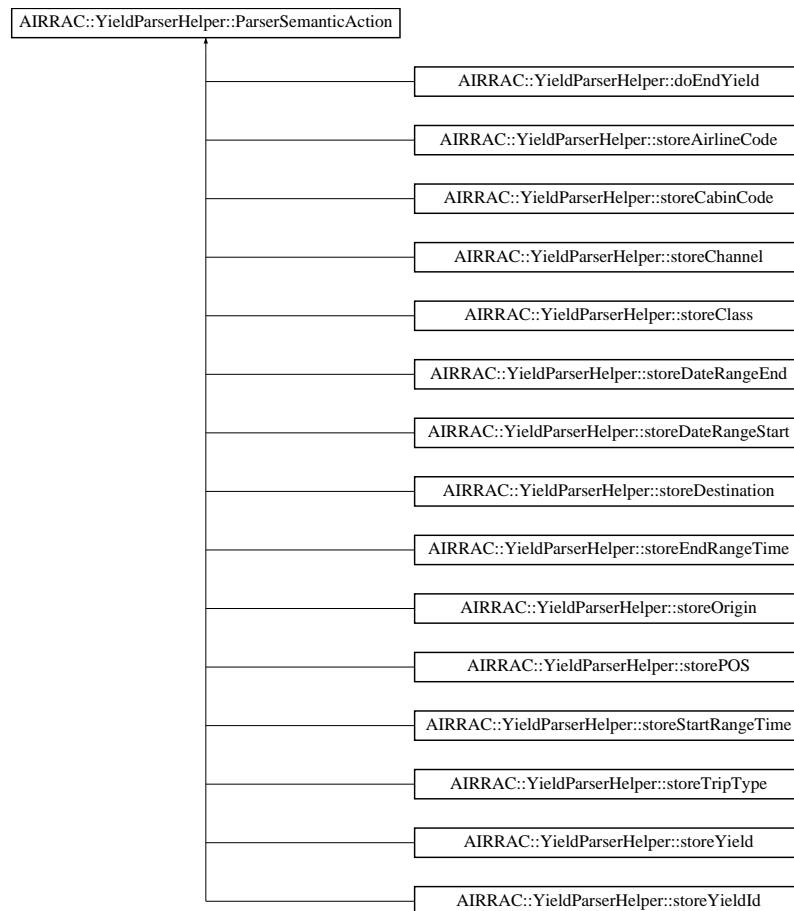 AIRRAC::YieldParserHelper::ParserSemanticAction
AIRRAC::YieldParserHelper::doEndYield
AIRRAC::YieldParserHelper::storeAirlineCode
AIRRAC::YieldParserHelper::storeCabinCode
AIRRAC::YieldParserHelper::storeChannel
AIRRAC::YieldParserHelper::storeClass
AIRRAC::YieldParserHelper::storeDateRangeEnd
AIRRAC::YieldParserHelper::storeDateRangeStart
AIRRAC::YieldParserHelper::storeDestination
AIRRAC::YieldParserHelper::storeEndRangeTime
AIRRAC::YieldParserHelper::storeOrigin
AIRRAC::YieldParserHelper::storePOS
AIRRAC::YieldParserHelper::storeStartRangeTime
AIRRAC::YieldParserHelper::storeTripType
AIRRAC::YieldParserHelper::storeYield
AIRRAC::YieldParserHelper::storeYieldId